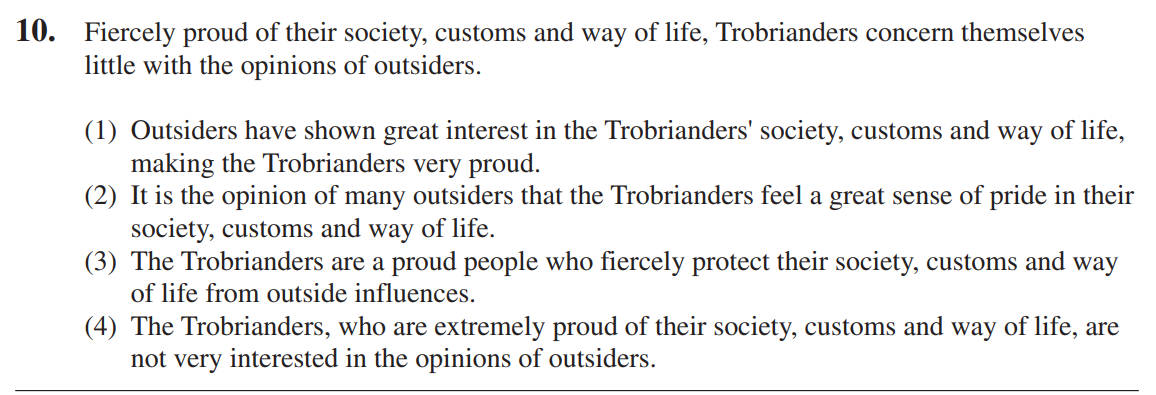 10. Fiercely proud of their society, customs and way of life, Trobrianders concern themselves
little with the opinions of outsiders.
(1) Outsiders have shown great interest in the Trobrianders' society, customs and way of life,
making the Trobrianders very proud.
(2) It is the opinion of many outsiders that the Trobrianders feel a great sense of pride in their
society, customs and way of life.
(3) The Trobrianders are a proud people who fiercely protect their society, customs and way
of life from outside influences.
(4) The Trobrianders, who are extremely proud of their society, customs and way of life, are
not very interested in the opinions of outsiders.